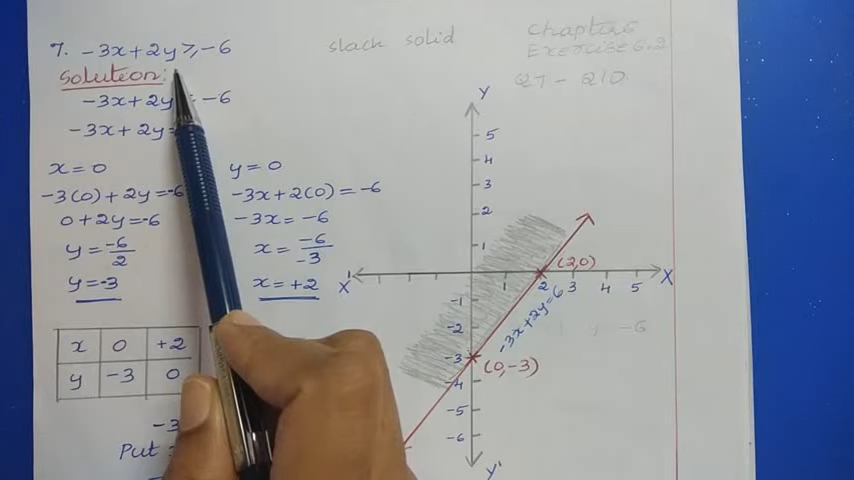 7. -3x+2y ≥ -6
Solution:
-3x+2y = -6
-3x+2y =
x=0
-3(0)+2y=-6
0+2y=-6
y = -6/2
y=-3
y=0
-3x+2(0)=-6
-3x=-6
x = -6/-3
x=+2
x 0 +2
y -3 0
-3
Put
slack solid
Chapter 6
Exercise 6.2
Q7 - Q10
Y
5
4
3
2
1
X' 1 2 3 4 5 X
(2,0)
-1
-2
-3
-4
-5
-6
Y'
(0,-3)
-3x+2y=6
-6